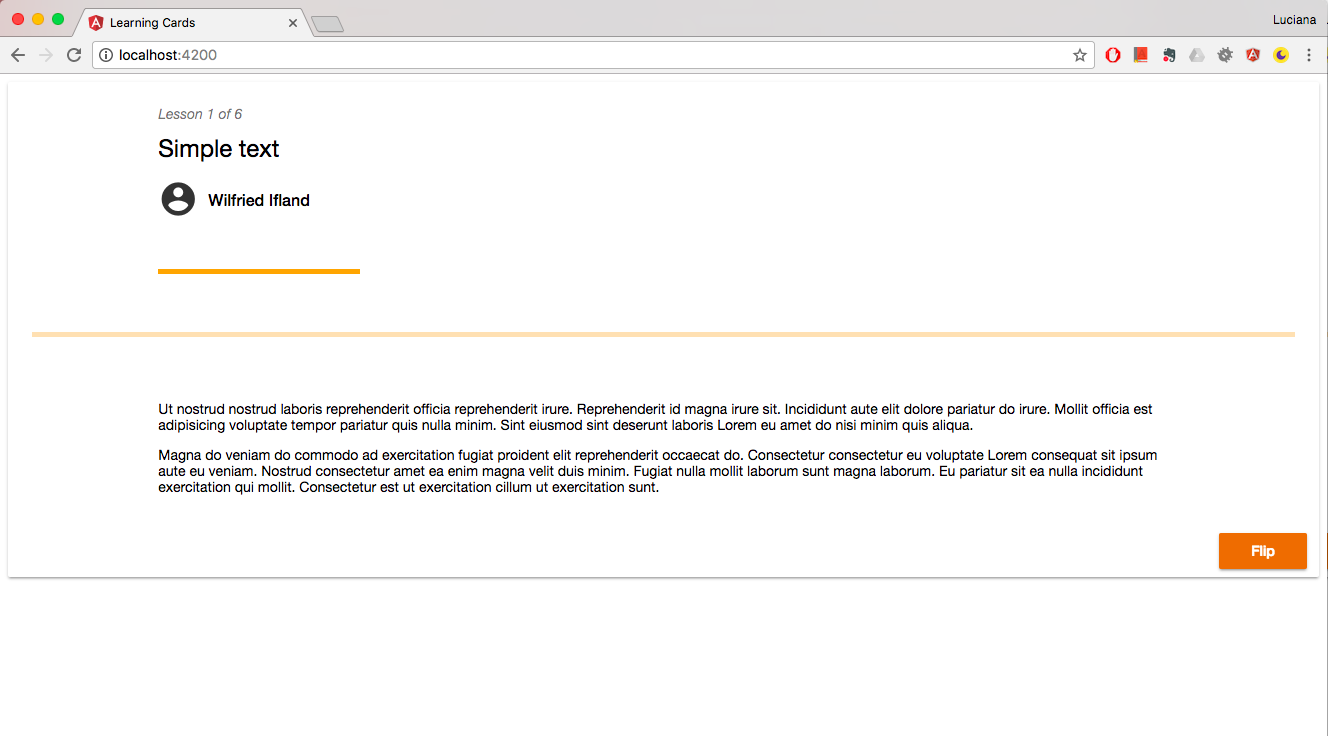 Learning Cards
Luciana
localhost:4200
Lesson 1 of 6
Simple text
Wilfried Ifland
Ut nostrud nostrud laboris reprehenderit officia reprehenderit irure. Reprehenderit id magna irure sit. Incididunt aute elit dolore pariatur do irure. Mollit officia est
adipisicing voluptate tempor pariatur quis nulla minim. Sint eiusmod sint deserunt laboris Lorem eu amet do nisi minim quis aliqua.
Magna do veniam do commodo ad exercitation fugiat proident elit reprehenderit occaecat do. Consectetur consectetur eu voluptate Lorem consequat sit ipsum
aute eu veniam. Nostrud consectetur amet ea enim magna velit duis minim. Fugiat nulla mollit laborum sunt magna laborum. Eu pariatur sit ea nulla incididunt
exercitation qui mollit. Consectetur est ut exercitation cillum ut exercitation sunt.
Flip